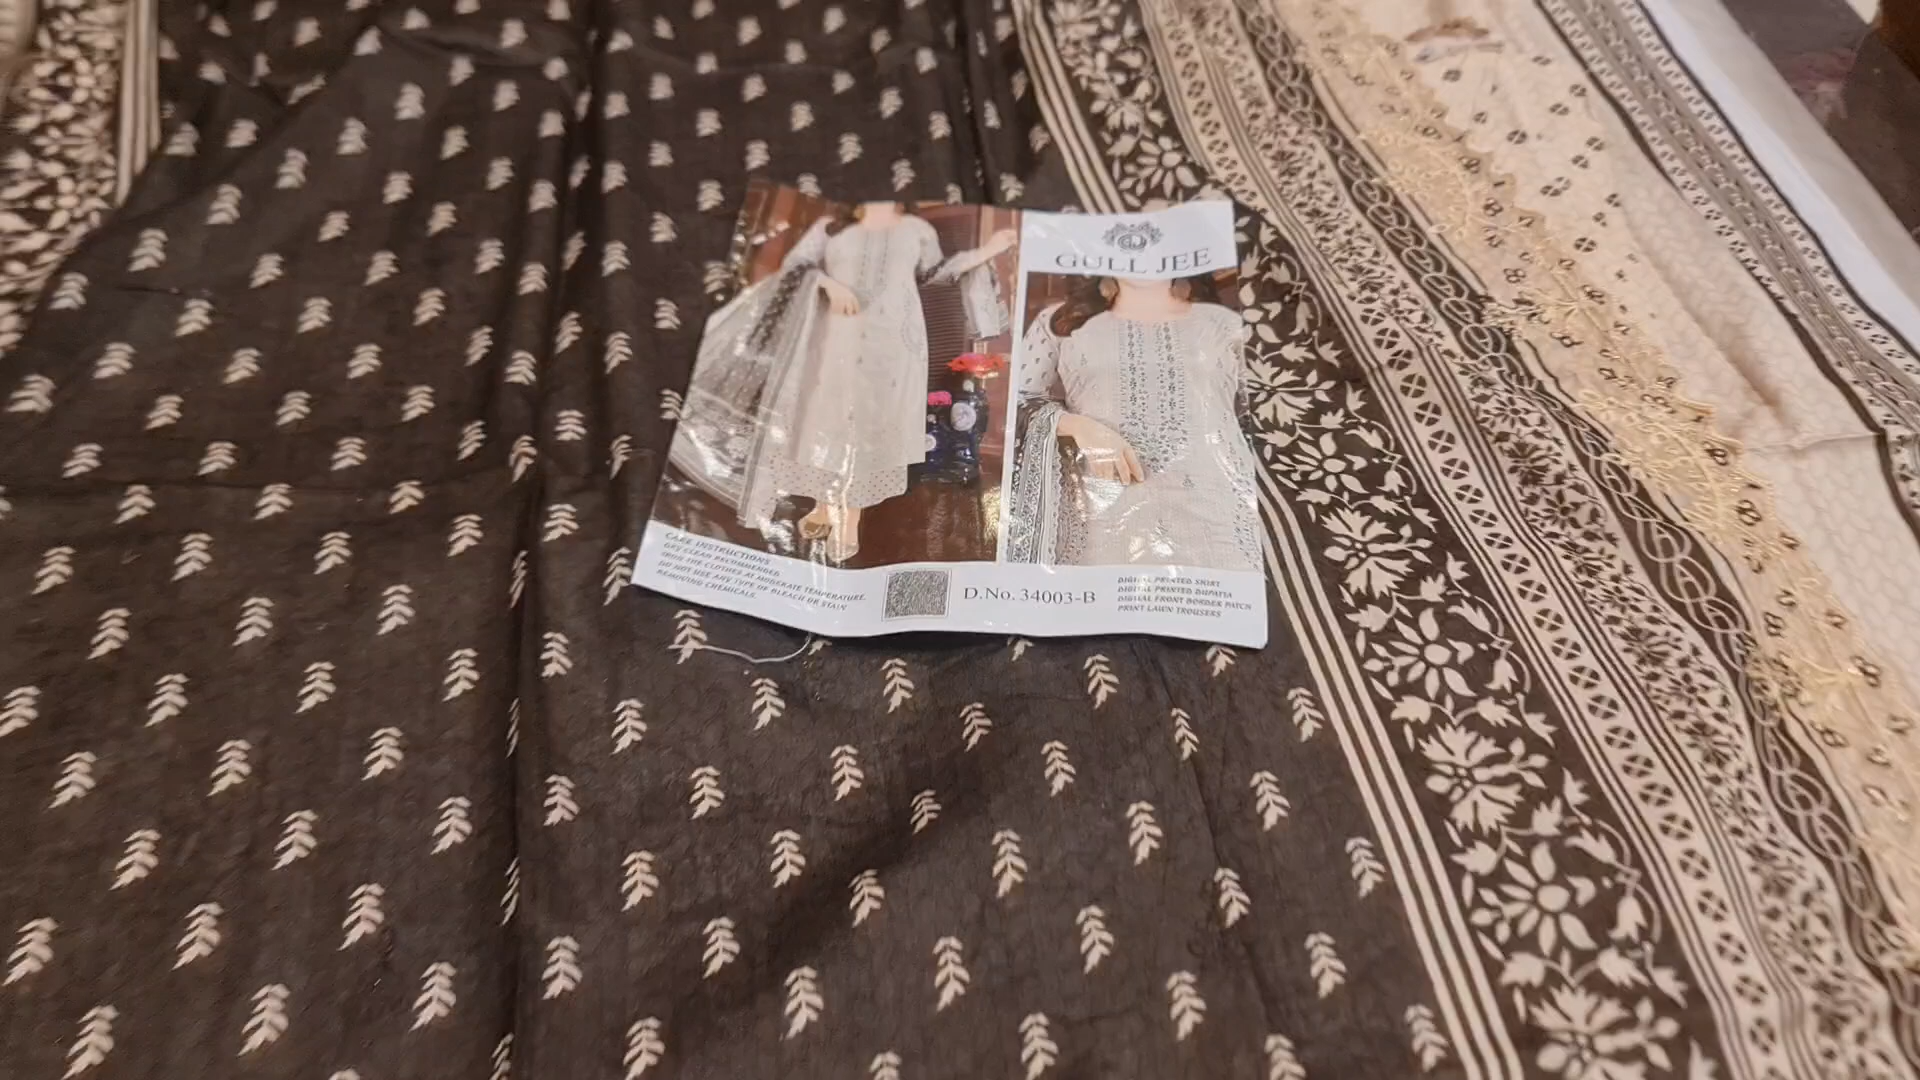 GULL JEE
CARE INSTRUCTIONS
DRY CLEAN RECOMMENDED
IRON THE CLOTHES AT MODERATE TEMPERATURE.
DO NOT USE ANY TYPE OF BLEACH OR STAIN
REMOVING CHEMICALS.
D.No. 34003-B
DIGITAL PRINTED SHIRT
DIGITAL PRINTED DUPATTA
DIGITAL FRONT BORDER PATCH
PRINT LAWN TROUSERS